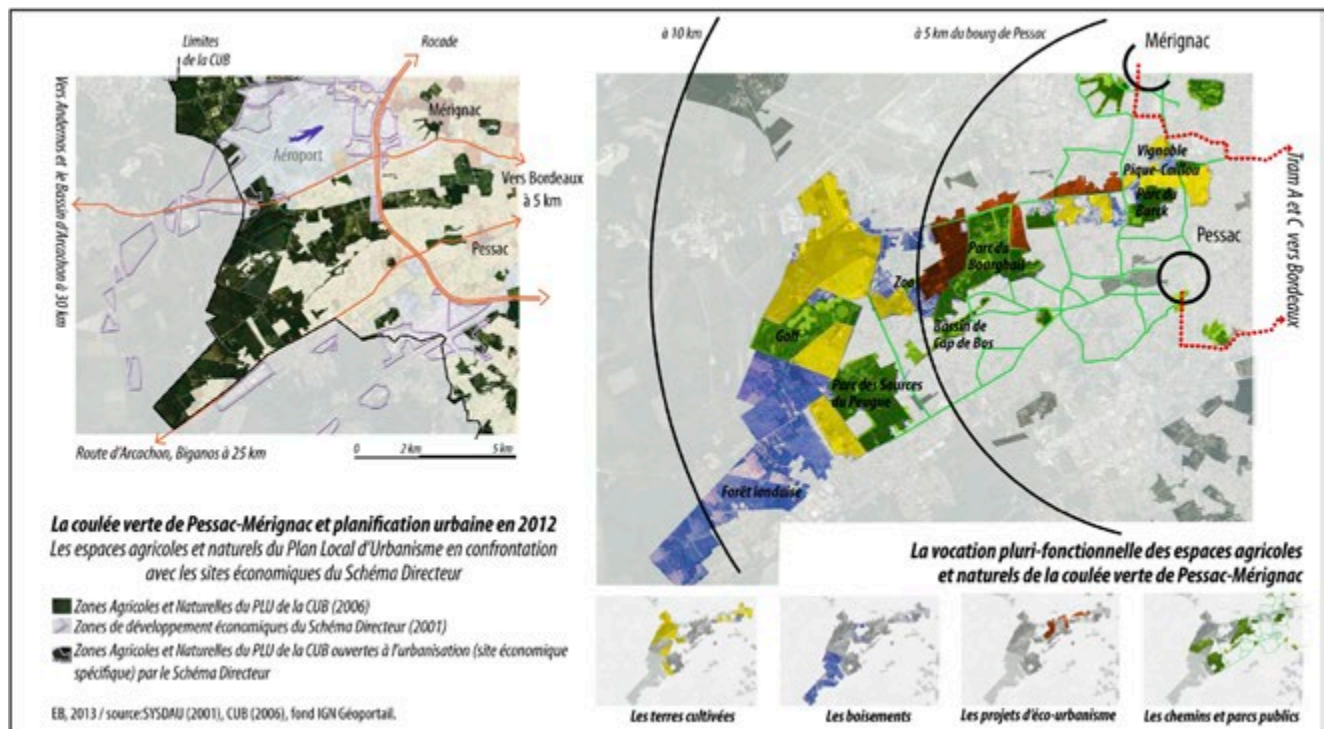 Limites
de la CUB
Rocade
Vers Andernos et le Bassin d'Arcachon à 30 km
Mérignac
Aéroport
Vers Bordeaux
à 5 km
Pessac
Route d'Arcachon, Biganos à 25 km
0 2 km 5 km
La coulée verte de Pessac-Mérignac et planification urbaine en 2012
Les espaces agricoles et naturels du Plan Local d'Urbanisme en confrontation
avec les sites économiques du Schéma Directeur
Zones Agricoles et Naturelles du PLU de la CUB (2006)
Zones de développement économiques du Schéma Directeur (2001)
Zones Agricoles et Naturelles du PLU de la CUB ouvertes à l'urbanisation (site économique
spécifique) par le Schéma Directeur
EB, 2013 / source:SYSDAU (2001), CUB (2006), fond IGN Géoportail.
à 10 km
à 5 km du bourg de Pessac
Mérignac
Vignoble
Pique-Caillou
Parc du
Burck
Tram A et C vers Bordeaux
Pessac
Parc du
Bourghail
Zoo
Bassin de
Cap de Bos
Golf
Parc des Sources
du Peugue
Forêt landaise
La vocation pluri-fonctionnelle des espaces agricoles
et naturels de la coulée verte de Pessac-Mérignac
Les terres cultivées
Les boisements
Les projets d'éco-urbanisme
Les chemins et parcs publics